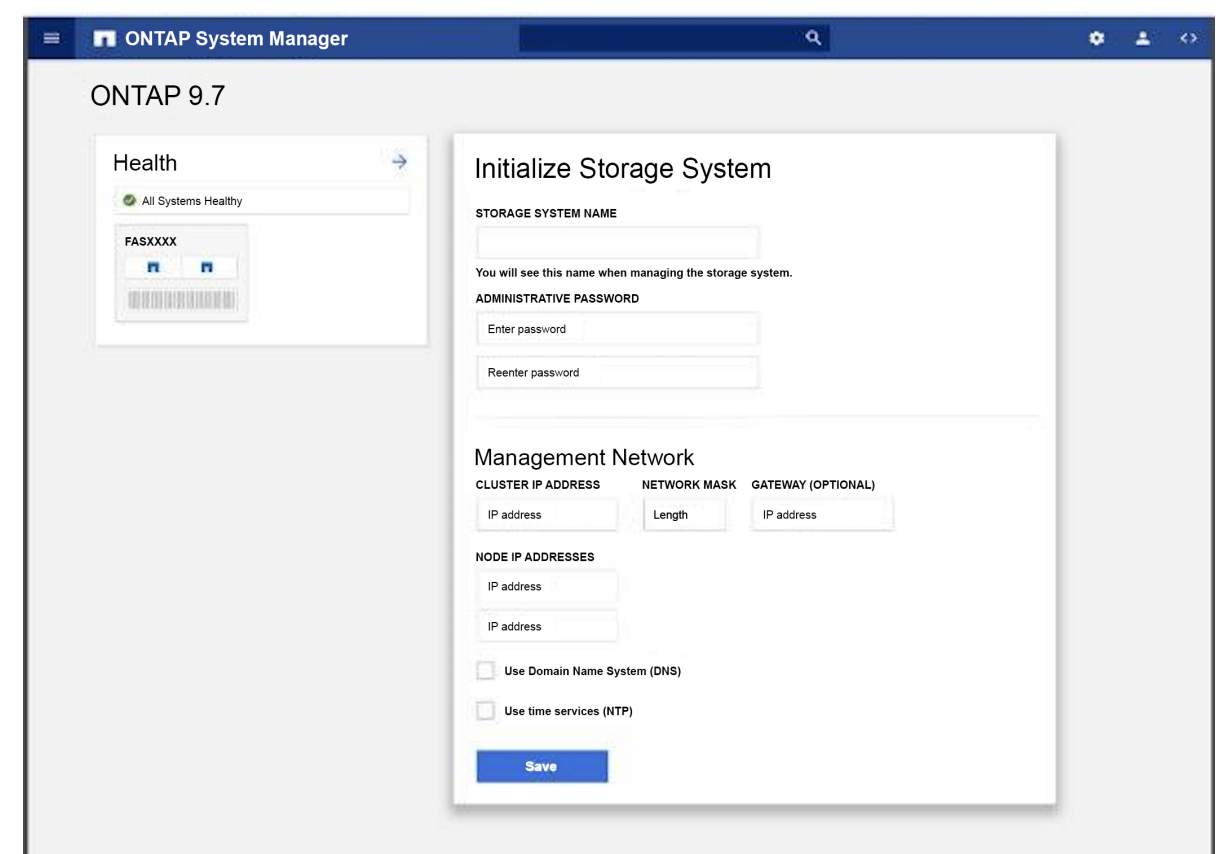 ONTAP System Manager
ONTAP 9.7
Health
All Systems Healthy
FASXXXX
Initialize Storage System
STORAGE SYSTEM NAME
You will see this name when managing the storage system.
ADMINISTRATIVE PASSWORD
Enter password
Reenter password
Management Network
CLUSTER IP ADDRESS NETWORK MASK GATEWAY (OPTIONAL)
IP address Length IP address
NODE IP ADDRESSES
IP address
IP address
Use Domain Name System (DNS)
Use time services (NTP)
Save